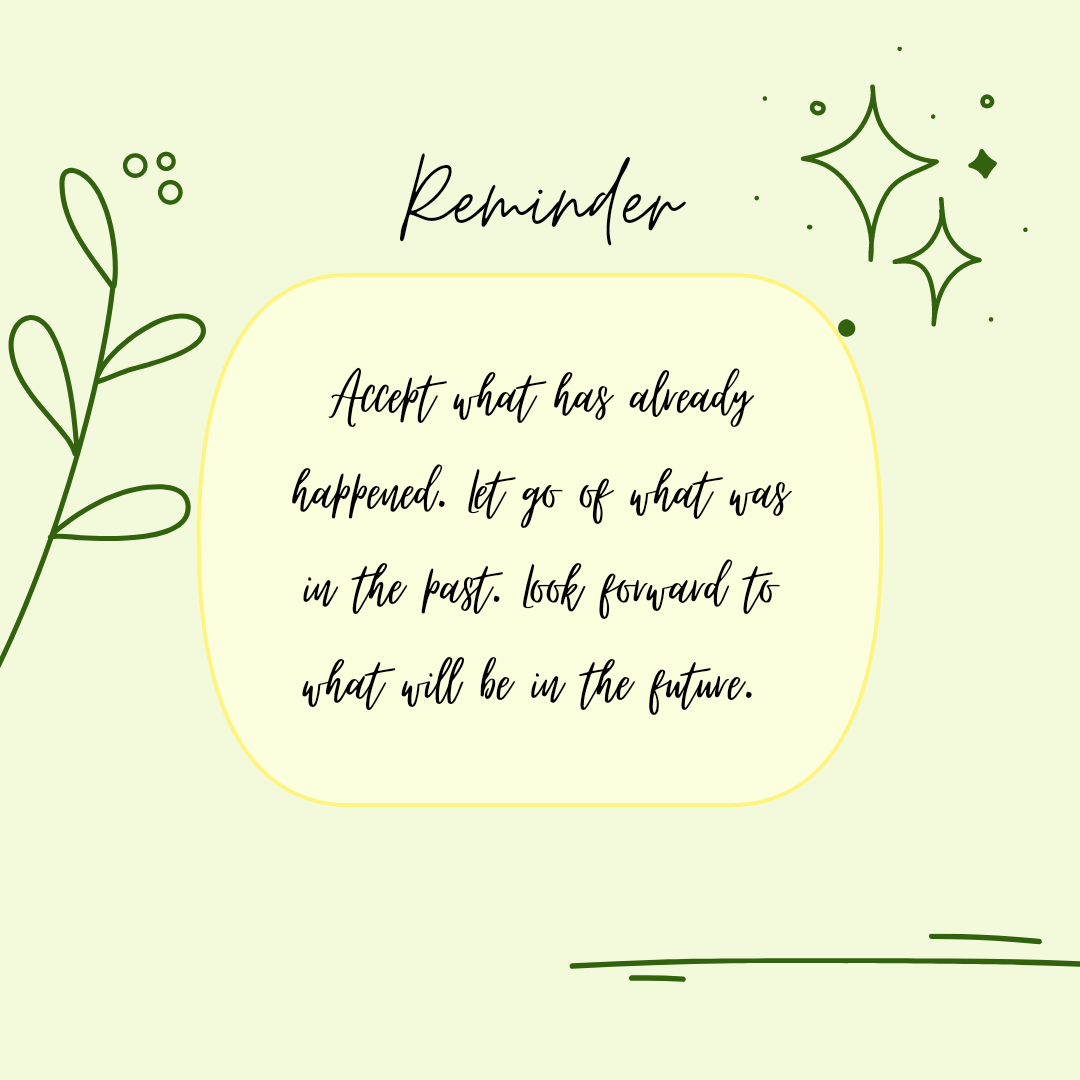 Reminder
Accept what has already
happened. Let go of what was
in the past. Look forward to
what will be in the future.